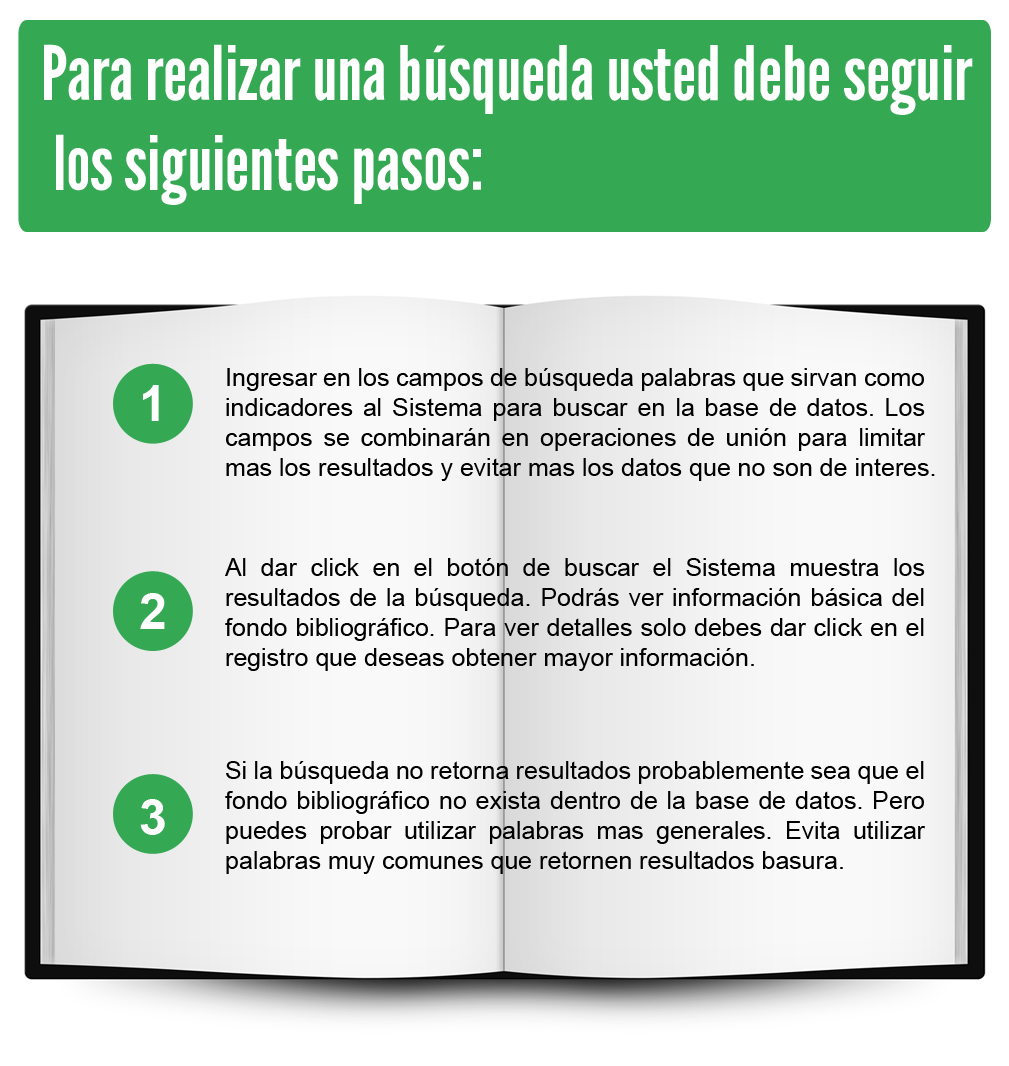 Para realizar una búsqueda usted debe seguir
los siguientes pasos:
1
Ingresar en los campos de búsqueda palabras que sirvan como
indicadores al Sistema para buscar en la base de datos. Los
campos se combinarán en operaciones de unión para limitar
mas los resultados y evitar mas los datos que no son de interes.
2
Al dar click en el botón de buscar el Sistema muestra los
resultados de la búsqueda. Podrás ver información básica del
fondo bibliográfico. Para ver detalles solo debes dar click en el
registro que deseas obtener mayor información.
3
Si la búsqueda no retorna resultados probablemente sea que el
fondo bibliográfico no exista dentro de la base de datos. Pero
puedes probar utilizar palabras mas generales. Evita utilizar
palabras muy comunes que retornen resultados basura.